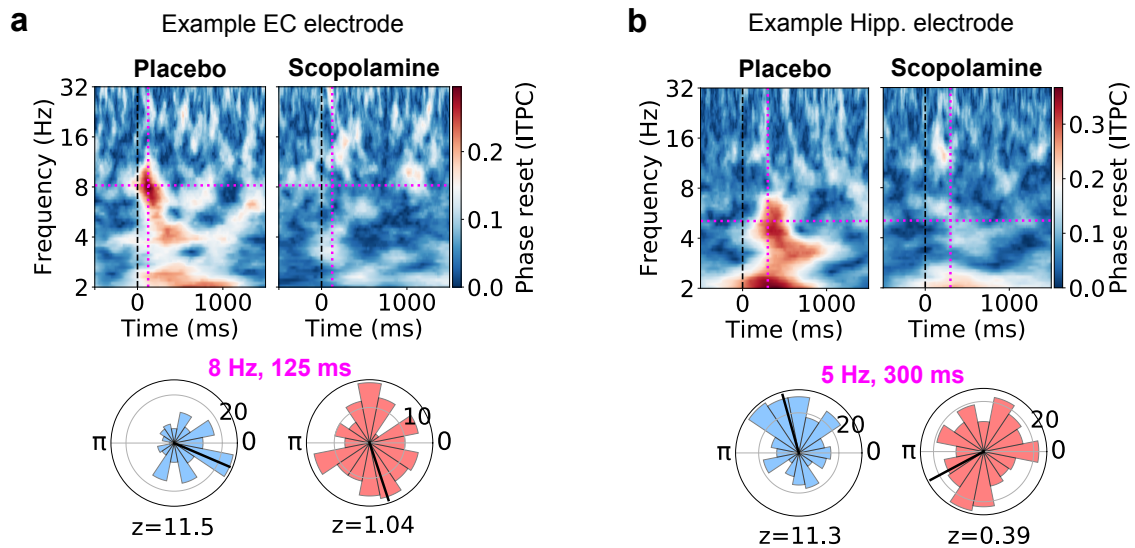 a
Example EC electrode
Placebo
Scopolamine
Frequency (Hz)
32
16
8
4
2
0
1000
0
1000
Time (ms)
Time (ms)
0.2
0.1
0.0
Phase reset (ITPC)
8 Hz, 125 ms
π
20
0
z=11.5
π
10
0
z=1.04
b
Example Hipp. electrode
Placebo
Scopolamine
Frequency (Hz)
32
16
8
4
2
0
1000
0
1000
Time (ms)
Time (ms)
0.3
0.2
0.1
0.0
Phase reset (ITPC)
5 Hz, 300 ms
π
20
0
11.3
π
20
0
z=0.39